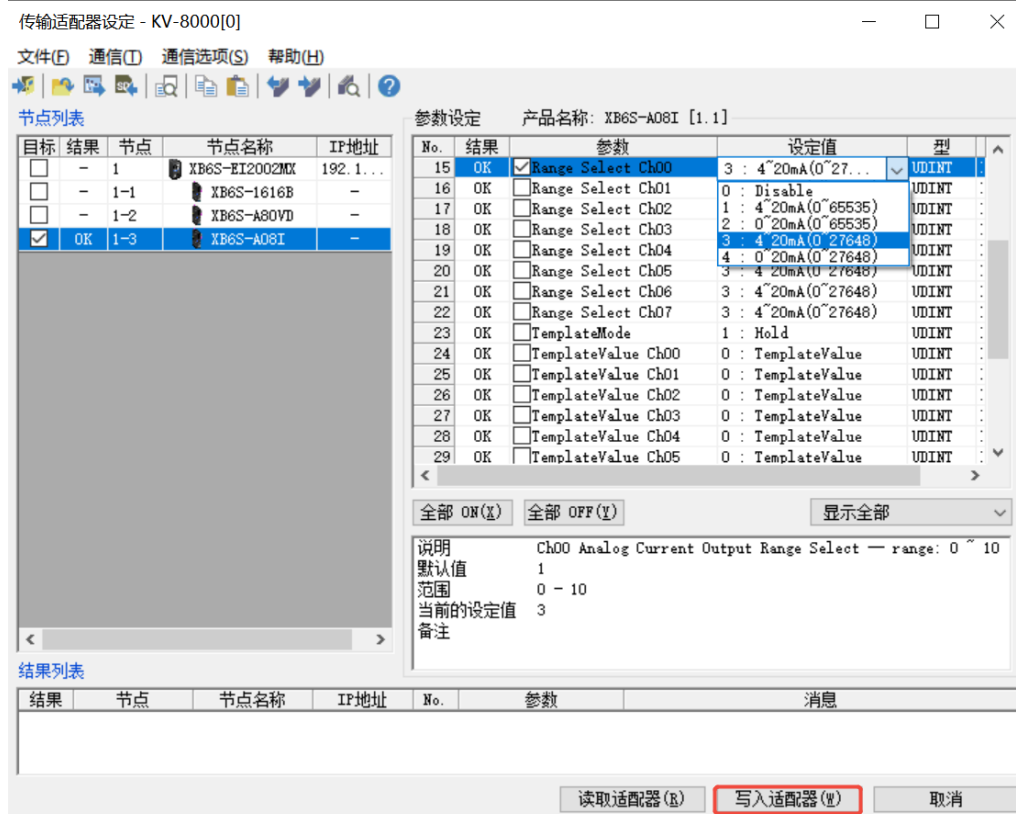 传输适配器设定 - KV-8000[0]
文件(F) 通信(T) 通信选项(S) 帮助(H)
节点列表
目标 结果 节点 节点名称 IP地址
- 1 XB6S-EI2002MX 192.1...
- 1-1 XB6S-1616B -
- 1-2 XB6S-A80VD -
OK 1-3 XB6S-A08I -
参数设定 产品名称: XB6S-A08I [1.1]
No. 结果 参数 设定值 型
15 OK Range Select Ch00 3 : 4~20mA(0~27... UDINT
16 OK Range Select Ch01 UDINT
17 OK Range Select Ch02 UDINT
18 OK Range Select Ch03 UDINT
19 OK Range Select Ch04 UDINT
0 : Disable
1 : 4~20mA(0~65535)
2 : 0~20mA(0~65535)
3 : 4~20mA(0~27648)
4 : 0~20mA(0~27648)
20 OK Range Select Ch05 3 : 4~20mA(0~27648) UDINT
21 OK Range Select Ch06 3 : 4~20mA(0~27648) UDINT
22 OK Range Select Ch07 3 : 4~20mA(0~27648) UDINT
23 OK TemplateMode 1 : Hold UDINT
24 OK TemplateValue Ch00 0 : TemplateValue UDINT
25 OK TemplateValue Ch01 0 : TemplateValue UDINT
26 OK TemplateValue Ch02 0 : TemplateValue UDINT
27 OK TemplateValue Ch03 0 : TemplateValue UDINT
28 OK TemplateValue Ch04 0 : TemplateValue UDINT
29 OK TemplateValue Ch05 0 : TemplateValue UDINT
全部 ON(X) 全部 OFF(Y) 显示全部
说明 Ch00 Analog Current Output Range Select — range: 0 ~ 10
默认值 1
范围 0 - 10
当前的设定值 3
备注
结果列表
结果 节点 节点名称 IP地址 No. 参数 消息
读取适配器(R) 写入适配器(W) 取消